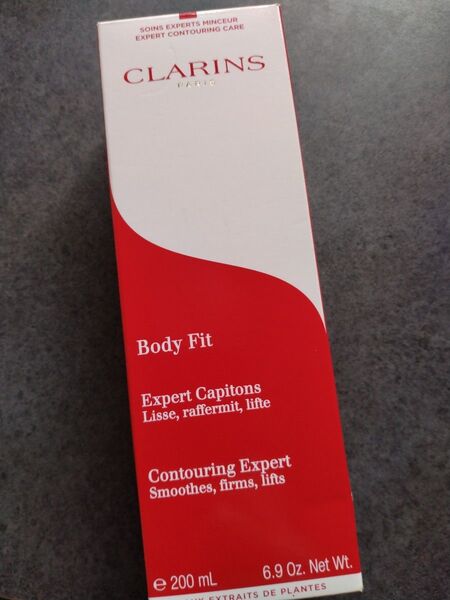 SOINS EXPERTS MINCEUR
EXPERT CONTOURING CARE
CLARINS
PARIS
Body Fit
Expert Capitons
Lisse, raffermit, lifte
Contouring Expert
Smoothes, firms, lifts
℮ 200 mL 6.9 Oz. Net Wt.
EXTRAITS DE PLANTES